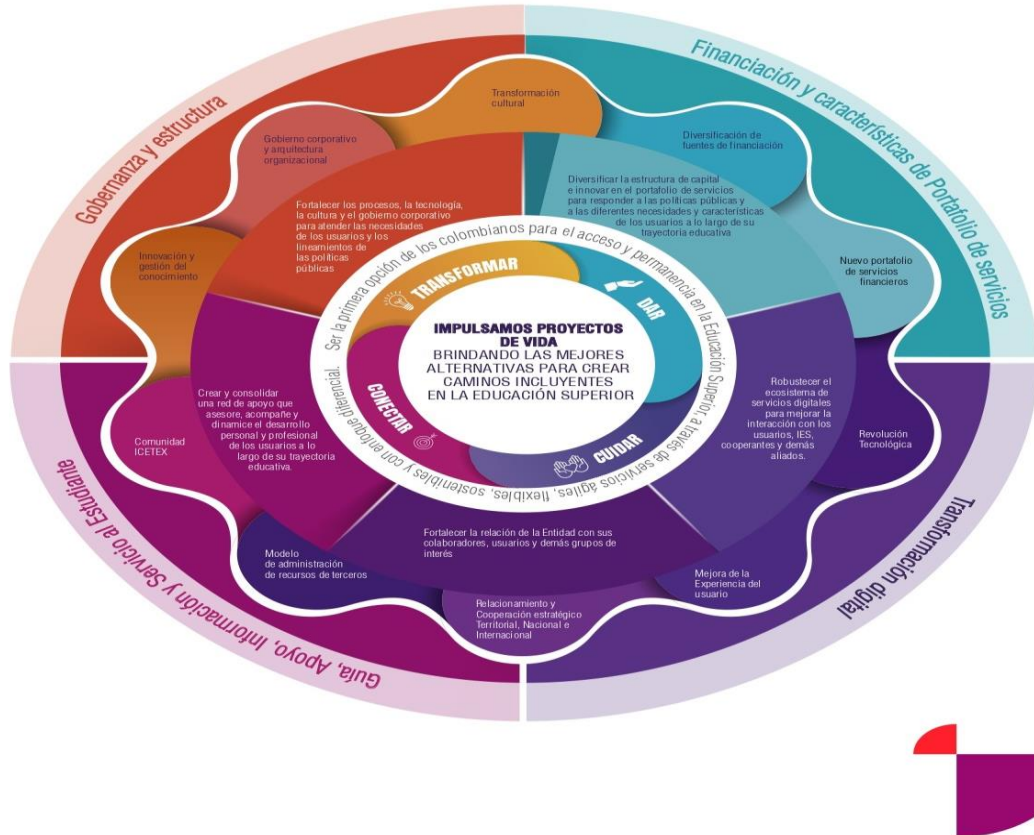 Gobernanza y estructura
Financiación y características de Portafolio de servicios
Transformación
cultural
Gobierno corporativo
y arquitectura
organizacional
Diversificación de
fuentes de financiación
Innovación y
gestión del
conocimiento
Nuevo portafolio
de servicios
financieros
Fortalecer los procesos, la tecnología,
la cultura y el gobierno corporativo
para atender las necesidades
de los usuarios y los
lineamientos de
las políticas
públicas
Diversificar la estructura de capital
e innovar en el portafolio de servicios
para responder a las políticas públicas y
a las diferentes necesidades y características
de los usuarios a lo largo de su
trayectoria educativa
Ser la primera opción de los colombianos para el acceso y permanencia en la Educación Superior, a través de servicios ágiles, flexibles, sostenibles y con enfoque diferencial.
TRANSFORMAR
DAR
CONECTAR
CUIDAR
IMPULSAMOS PROYECTOS
DE VIDA
BRINDANDO LAS MEJORES
ALTERNATIVAS PARA CREAR
CAMINOS INCLUYENTES
EN LA EDUCACIÓN SUPERIOR
Crear y consolidar
una red de apoyo que
asesore, acompañe y
dinamice el desarrollo
personal y profesional
de los usuarios a lo
largo de su trayectoria
educativa.
Robustecer el
ecosistema de
servicios digitales
para mejorar la
interacción con los
usuarios, IES,
cooperantes y demás
aliados.
Comunidad
ICETEX
Revolución
Tecnológica
Fortalecer la relación de la Entidad con sus
colaboradores, usuarios y demás grupos de
interés
Modelo
de administración
de recursos de terceros
Mejora de la
Experiencia del
usuario
Relacionamiento y
Cooperación estratégico
Territorial, Nacional e
Internacional
Guía, Apoyo, Información y Servicio al Estudiante
Transformación digital